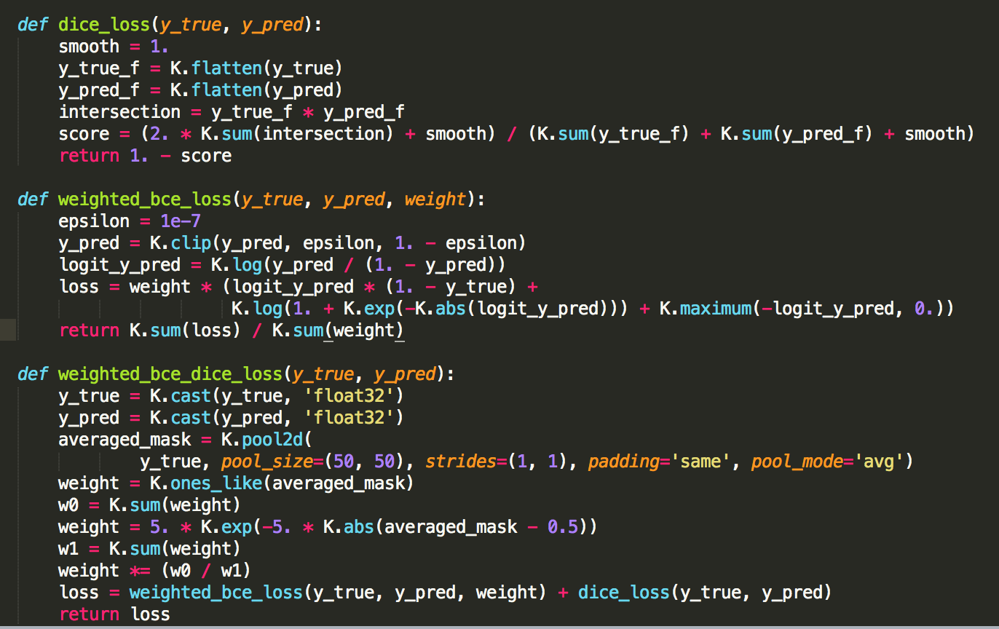 def dice_loss(y_true, y_pred):
    smooth = 1.
    y_true_f = K.flatten(y_true)
    y_pred_f = K.flatten(y_pred)
    intersection = y_true_f * y_pred_f
    score = (2. * K.sum(intersection) + smooth) / (K.sum(y_true_f) + K.sum(y_pred_f) + smooth)
    return 1. - score

def weighted_bce_loss(y_true, y_pred, weight):
    epsilon = 1e-7
    y_pred = K.clip(y_pred, epsilon, 1. - epsilon)
    logit_y_pred = K.log(y_pred / (1. - y_pred))
    loss = weight * (logit_y_pred * (1. - y_true) +
                     K.log(1. + K.exp(-K.abs(logit_y_pred))) + K.maximum(-logit_y_pred, 0.))
    return K.sum(loss) / K.sum(weight)

def weighted_bce_dice_loss(y_true, y_pred):
    y_true = K.cast(y_true, 'float32')
    y_pred = K.cast(y_pred, 'float32')
    averaged_mask = K.pool2d(
            y_true, pool_size=(50, 50), strides=(1, 1), padding='same', pool_mode='avg')
    weight = K.ones_like(averaged_mask)
    w0 = K.sum(weight)
    weight = 5. * K.exp(-5. * K.abs(averaged_mask - 0.5))
    w1 = K.sum(weight)
    weight *= (w0 / w1)
    loss = weighted_bce_loss(y_true, y_pred, weight) + dice_loss(y_true, y_pred)
    return loss